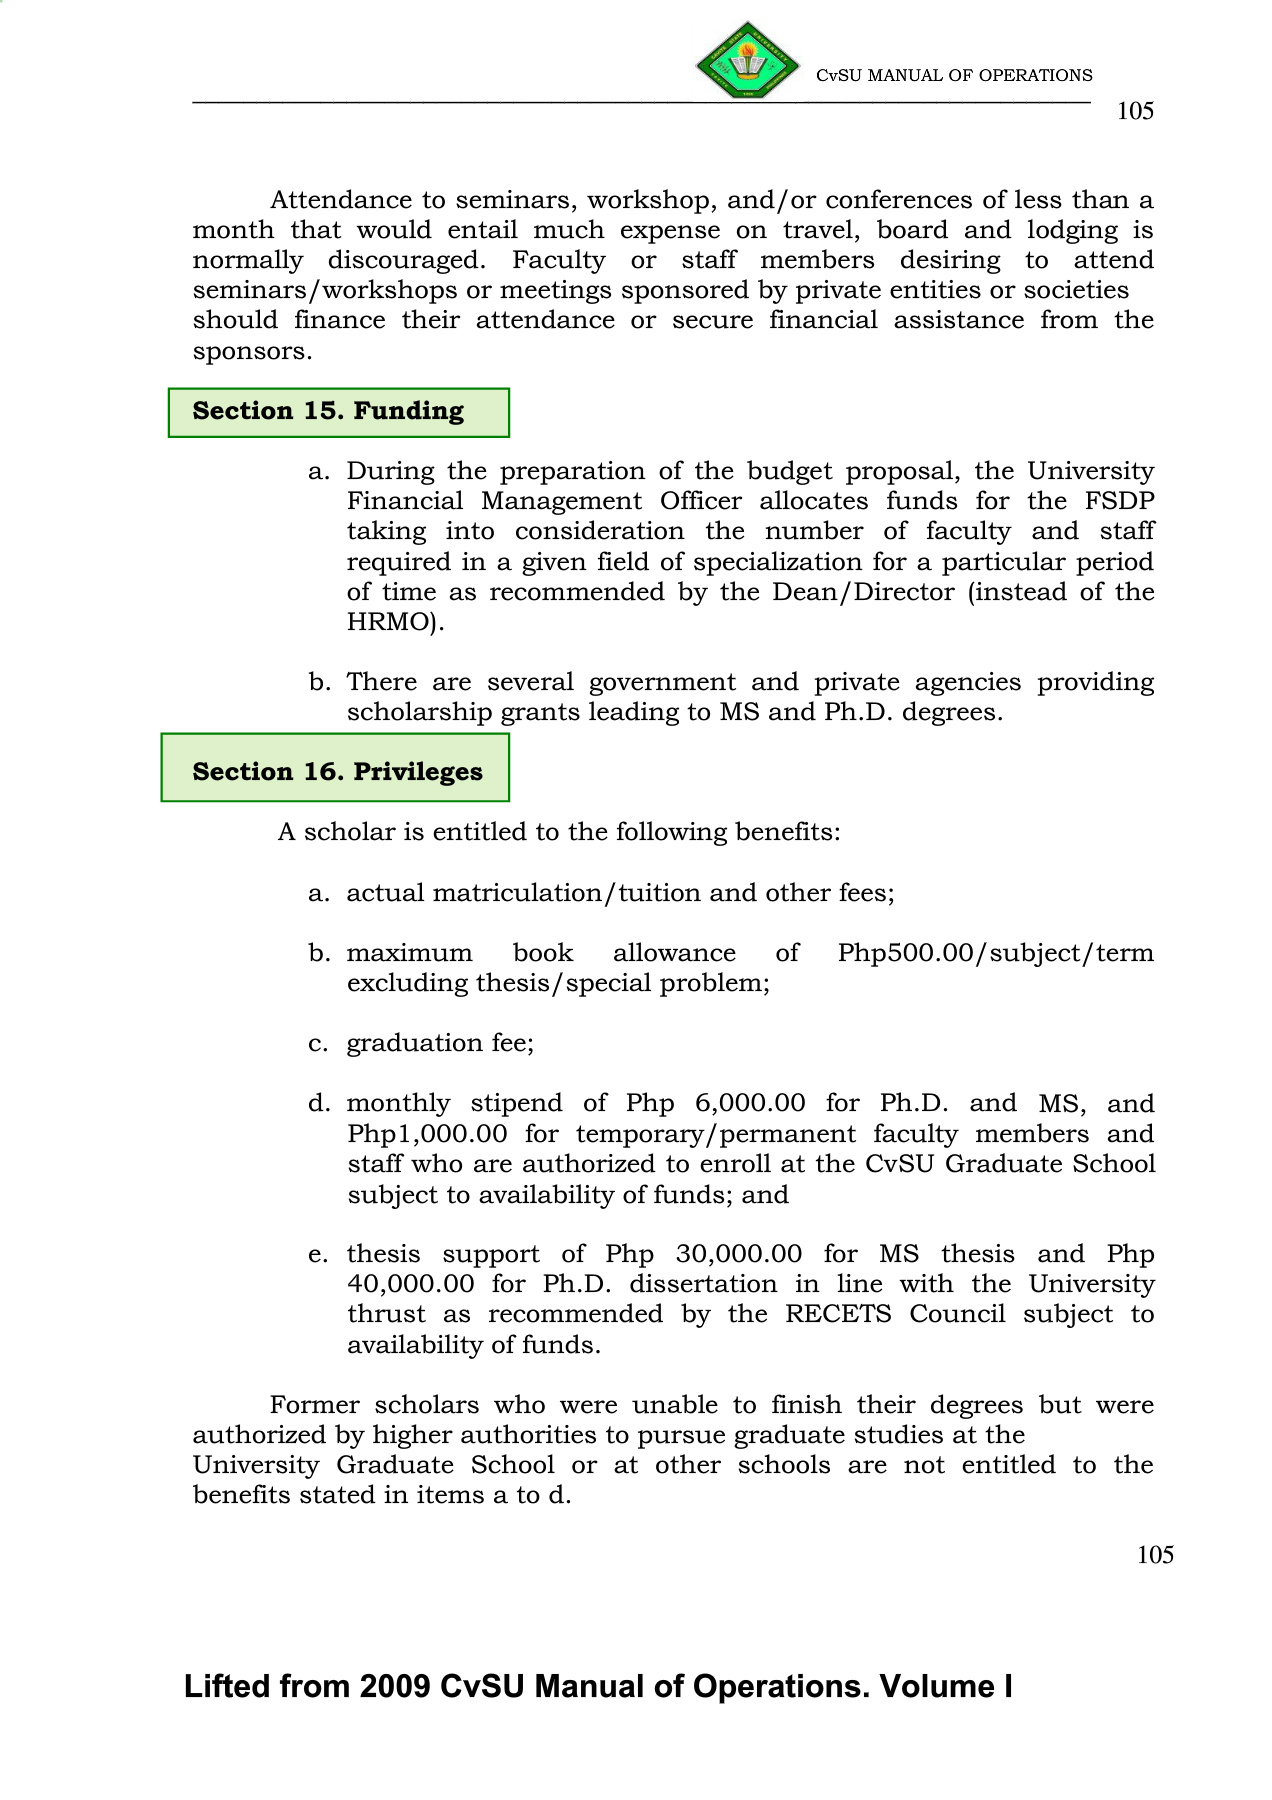 CvSU MANUAL OF OPERATIONS
105
Attendance to seminars, workshop, and/or conferences of less than a
month that would entail much expense on travel, board and lodging is
normally discouraged. Faculty or staff members desiring to attend
seminars/workshops or meetings sponsored by private entities or societies
should finance their attendance or secure financial assistance from the
sponsors.
Section 15. Funding
a. During the preparation of the budget proposal, the University
Financial Management Officer allocates funds for the FSDP
taking into consideration the number of faculty and staff
required in a given field of specialization for a particular period
of time as recommended by the Dean/Director (instead of the
HRMO).
b. There are several government and private agencies providing
scholarship grants leading to MS and Ph.D. degrees.
Section 16. Privileges
A scholar is entitled to the following benefits:
a. actual matriculation/tuition and other fees;
b. maximum book allowance of Php500.00/subject/term
excluding thesis/special problem;
c. graduation fee;
d. monthly stipend of Php 6,000.00 for Ph.D. and MS, and
Php1,000.00 for temporary/permanent faculty members and
staff who are authorized to enroll at the CvSU Graduate School
subject to availability of funds; and
e. thesis support of Php 30,000.00 for MS thesis and Php
40,000.00 for Ph.D. dissertation in line with the University
thrust as recommended by the RECETS Council subject to
availability of funds.
Former scholars who were unable to finish their degrees but were
authorized by higher authorities to pursue graduate studies at the
University Graduate School or at other schools are not entitled to the
benefits stated in items a to d.
105
Lifted from 2009 CvSU Manual of Operations. Volume I